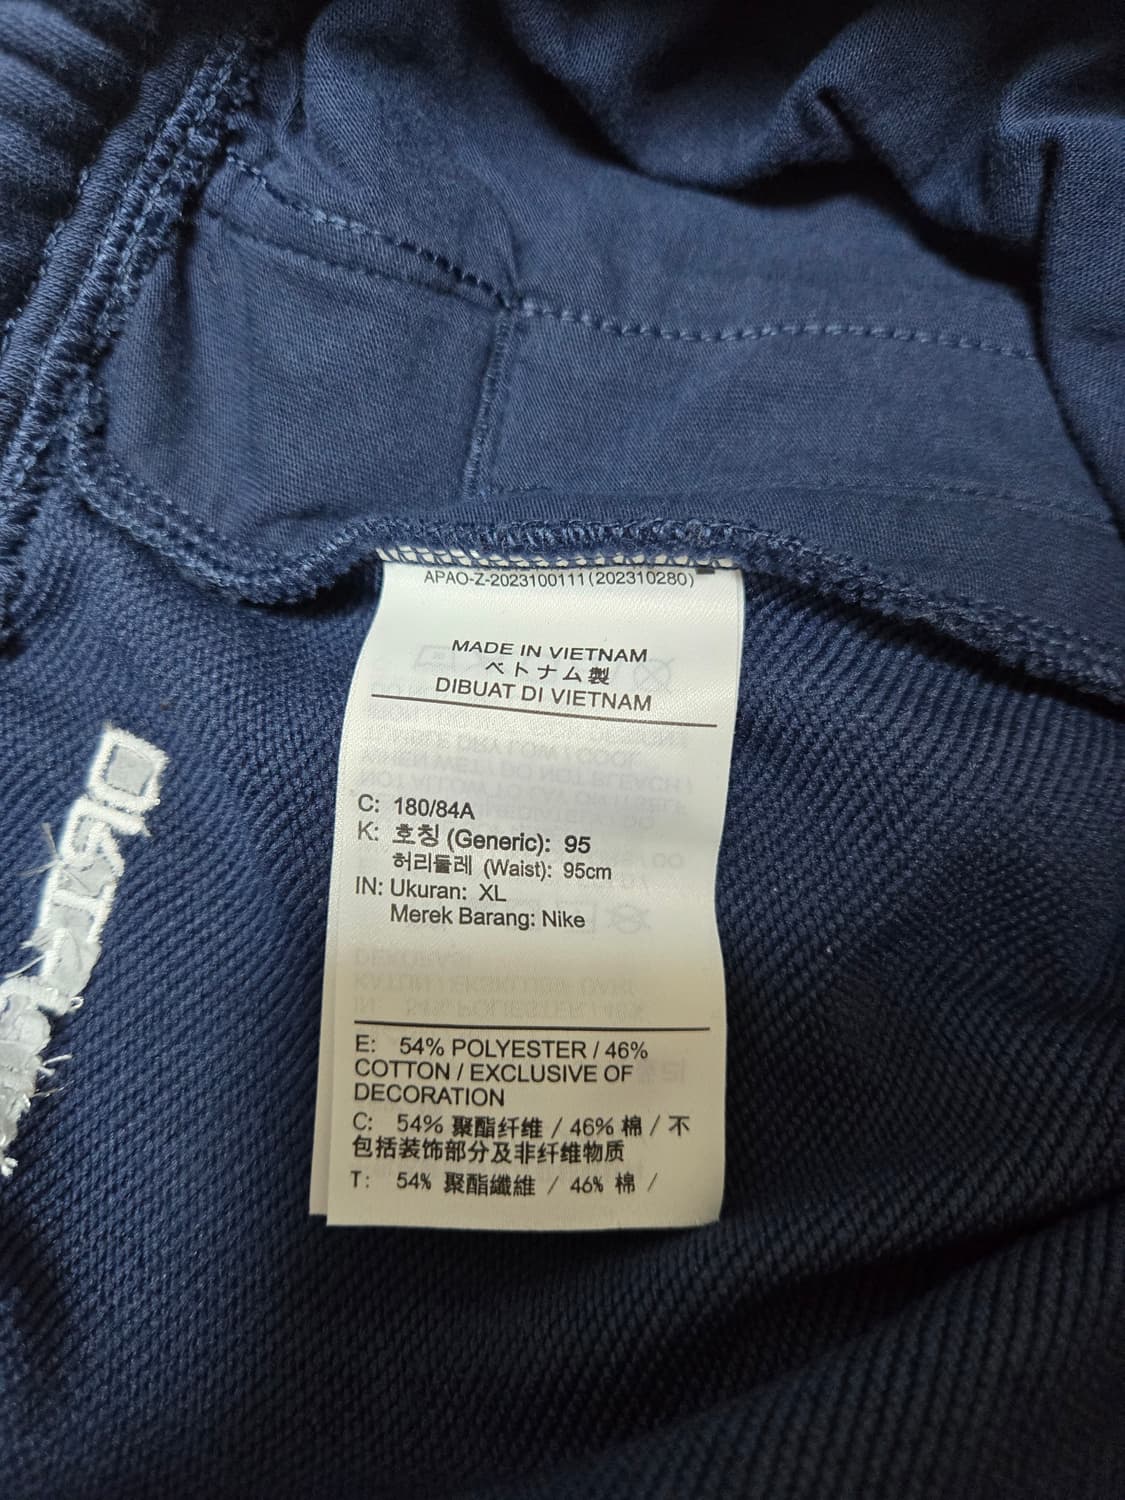 APAO-Z-2023100111(202310280)
MADE IN VIETNAM
ベトナム製
DIBUAT DI VIETNAM
C: 180/84A
K: 호칭 (Generic): 95
허리둘레 (Waist): 95cm
IN: Ukuran: XL
Merek Barang: Nike
E: 54% POLYESTER / 46%
COTTON / EXCLUSIVE OF
DECORATION
C: 54% 聚酯纤维 / 46% 棉 / 不
包括装饰部分及非纤维物质
T: 54% 聚酯纖維 / 46% 棉 /